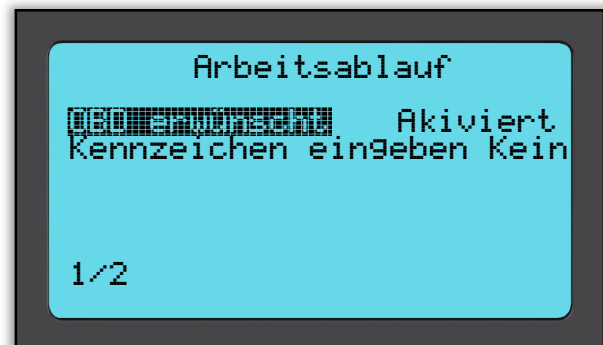 Arbeitsablauf
OBD erwünscht Akiviert
Kennzeichen eingeben Kein
1/2